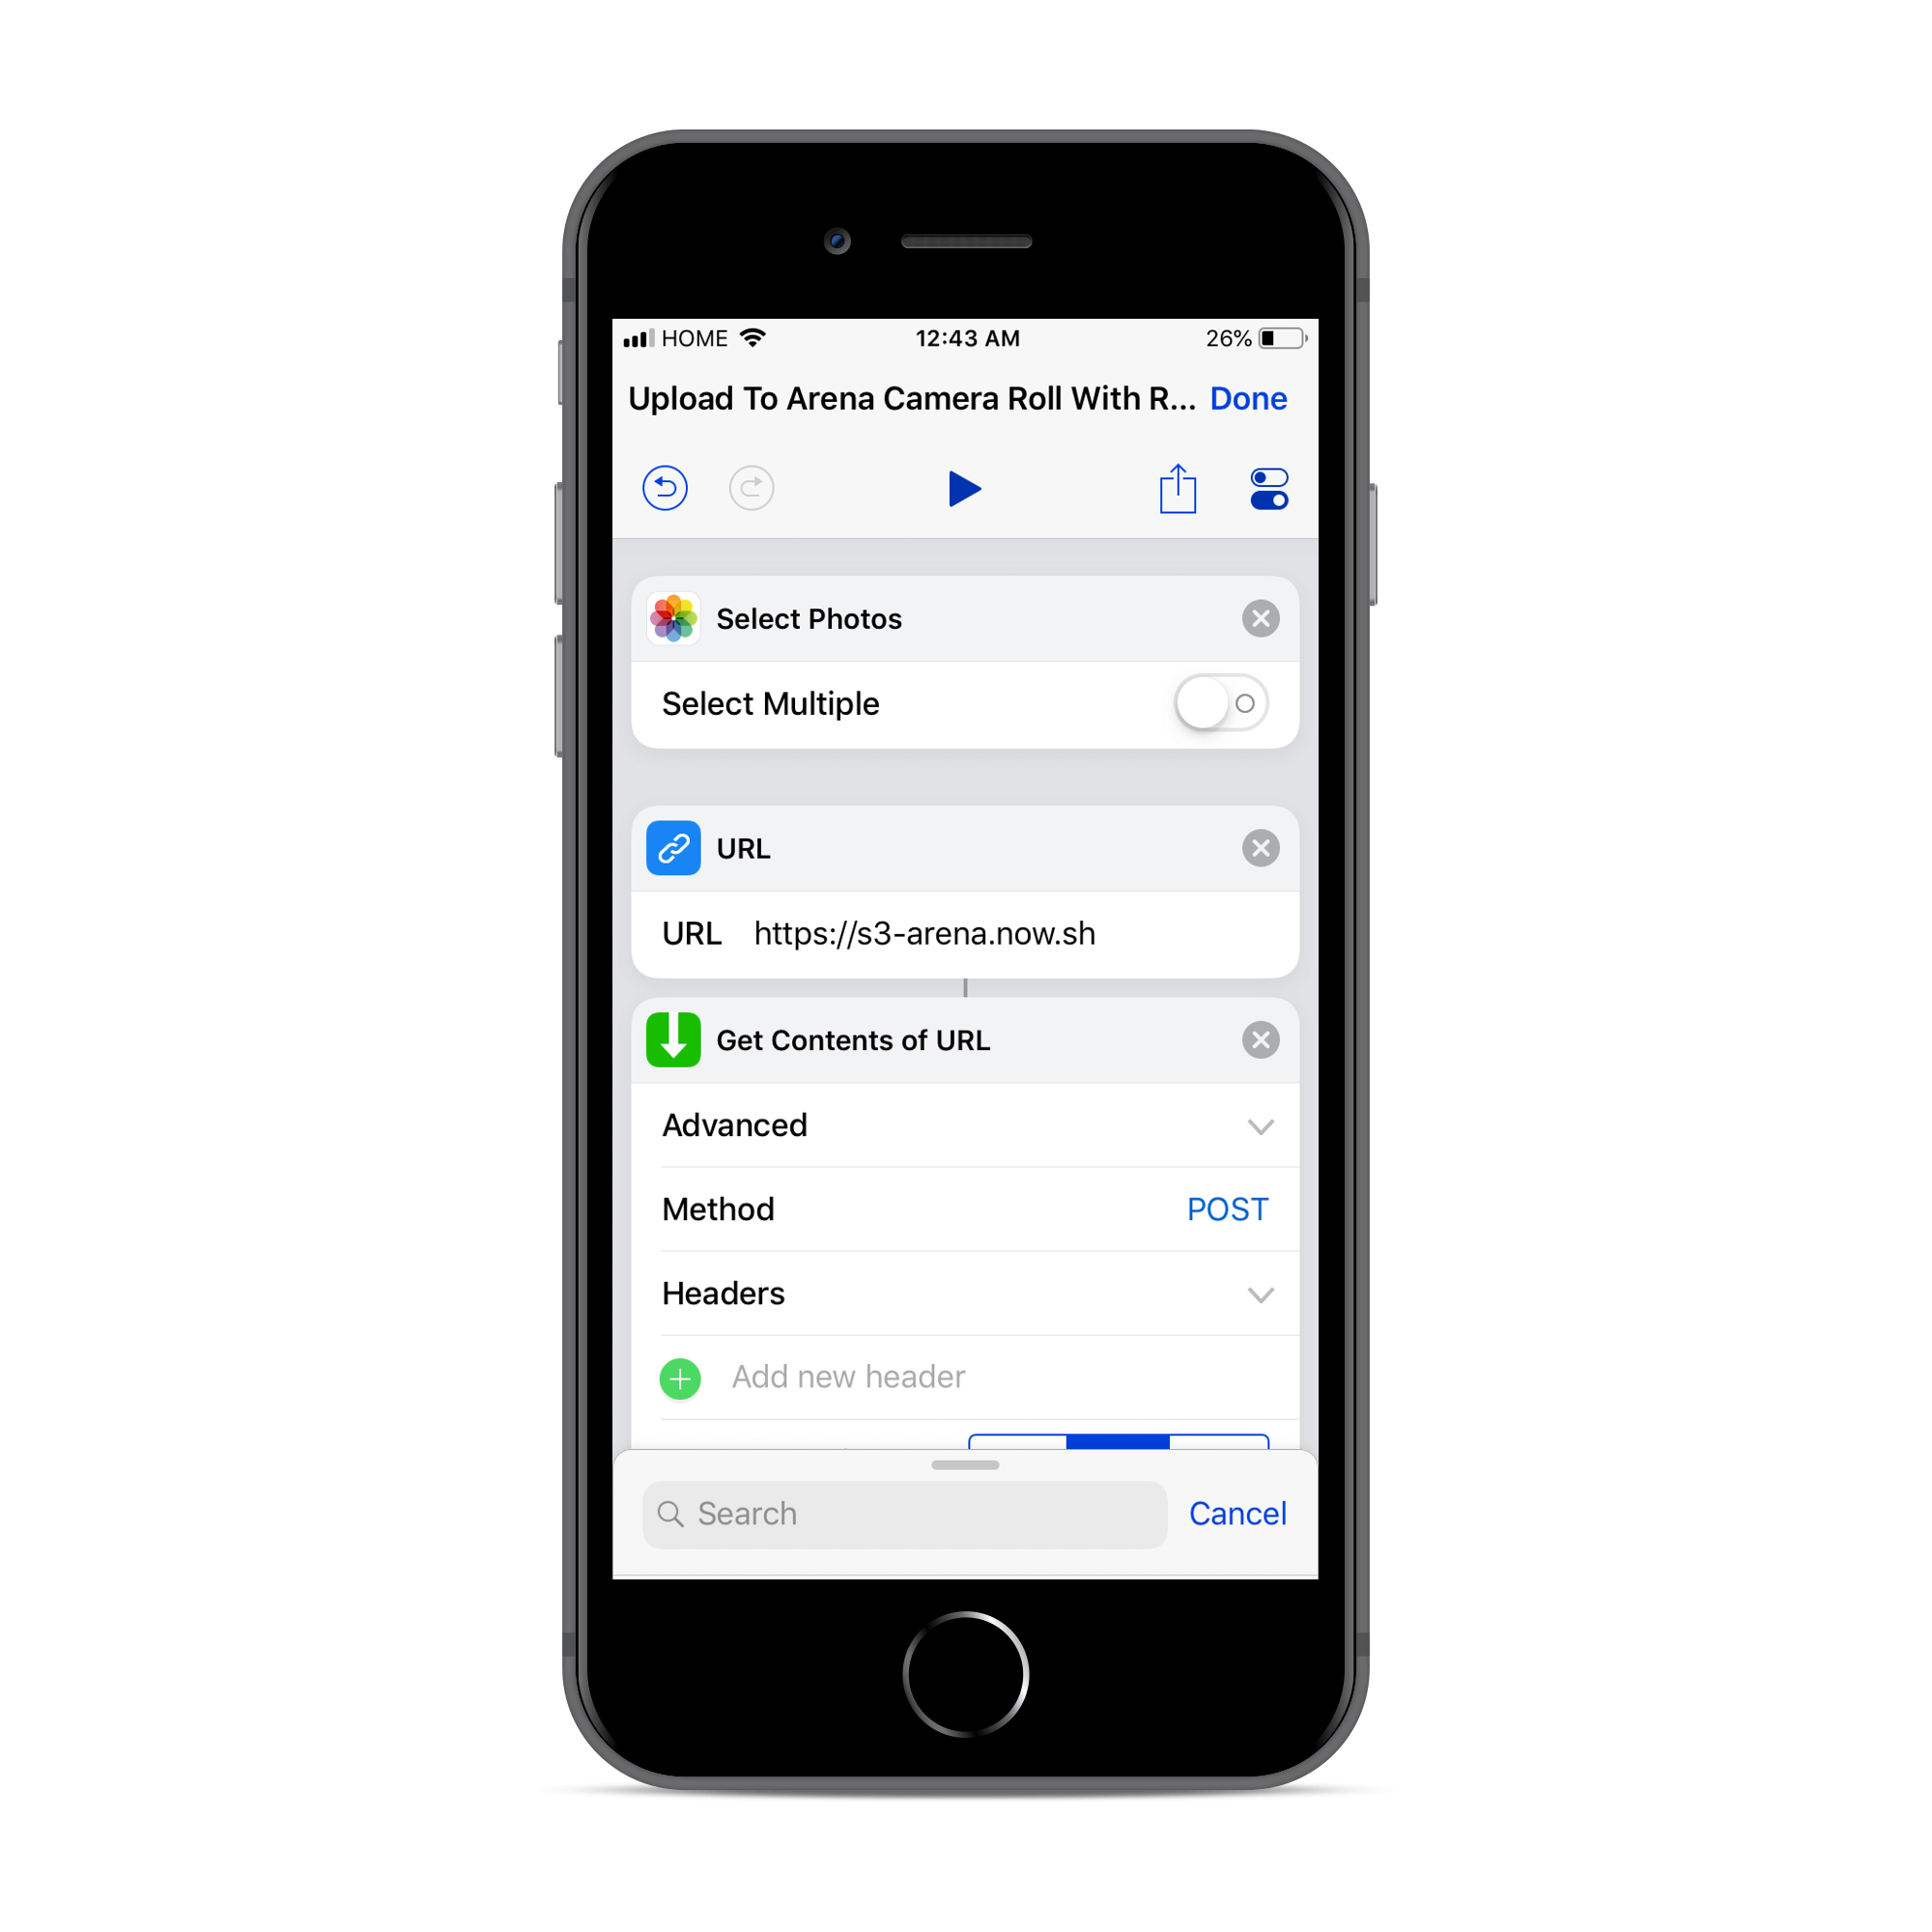 HOME 12:43 AM 26%
Upload To Arena Camera Roll With R... Done
Select Photos
Select Multiple
URL
URL https://s3-arena.now.sh
Get Contents of URL
Advanced
Method POST
Headers
Add new header
Search Cancel